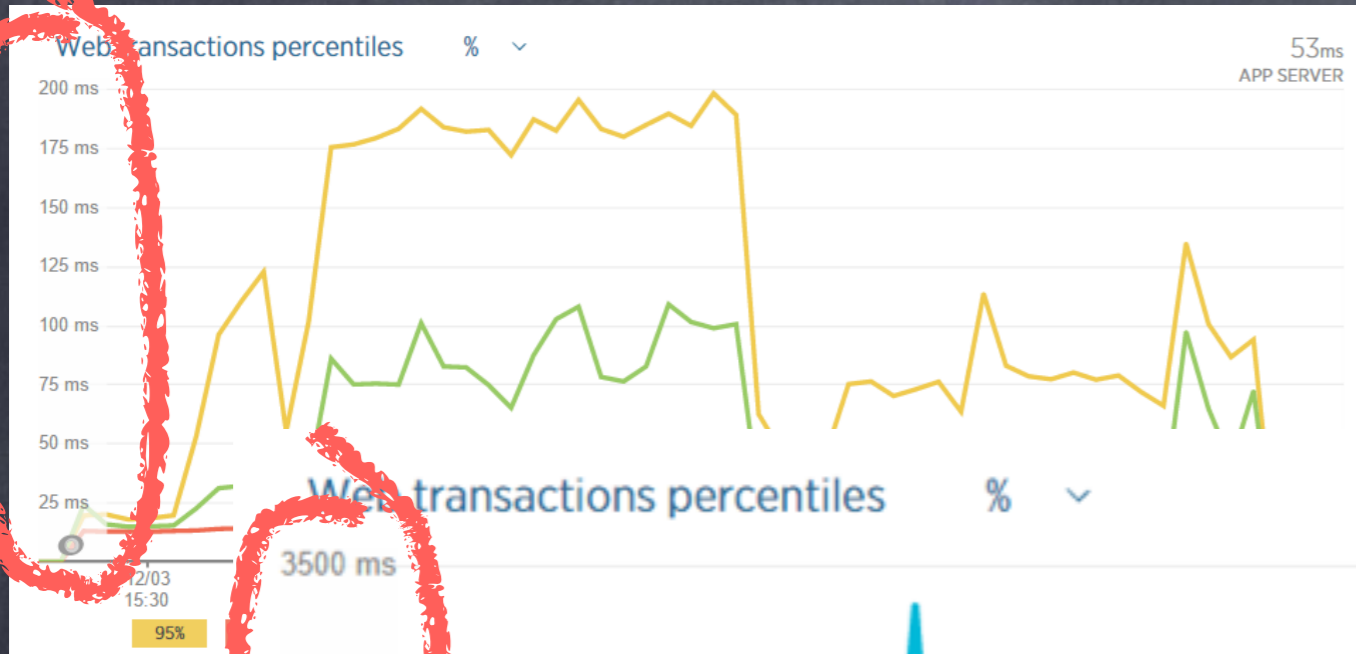 Web transactions percentiles %
53ms
APP SERVER
200 ms
175 ms
150 ms
125 ms
100 ms
75 ms
50 ms
25 ms
12/03
15:30
95%
Web transactions percentiles %
3500 ms